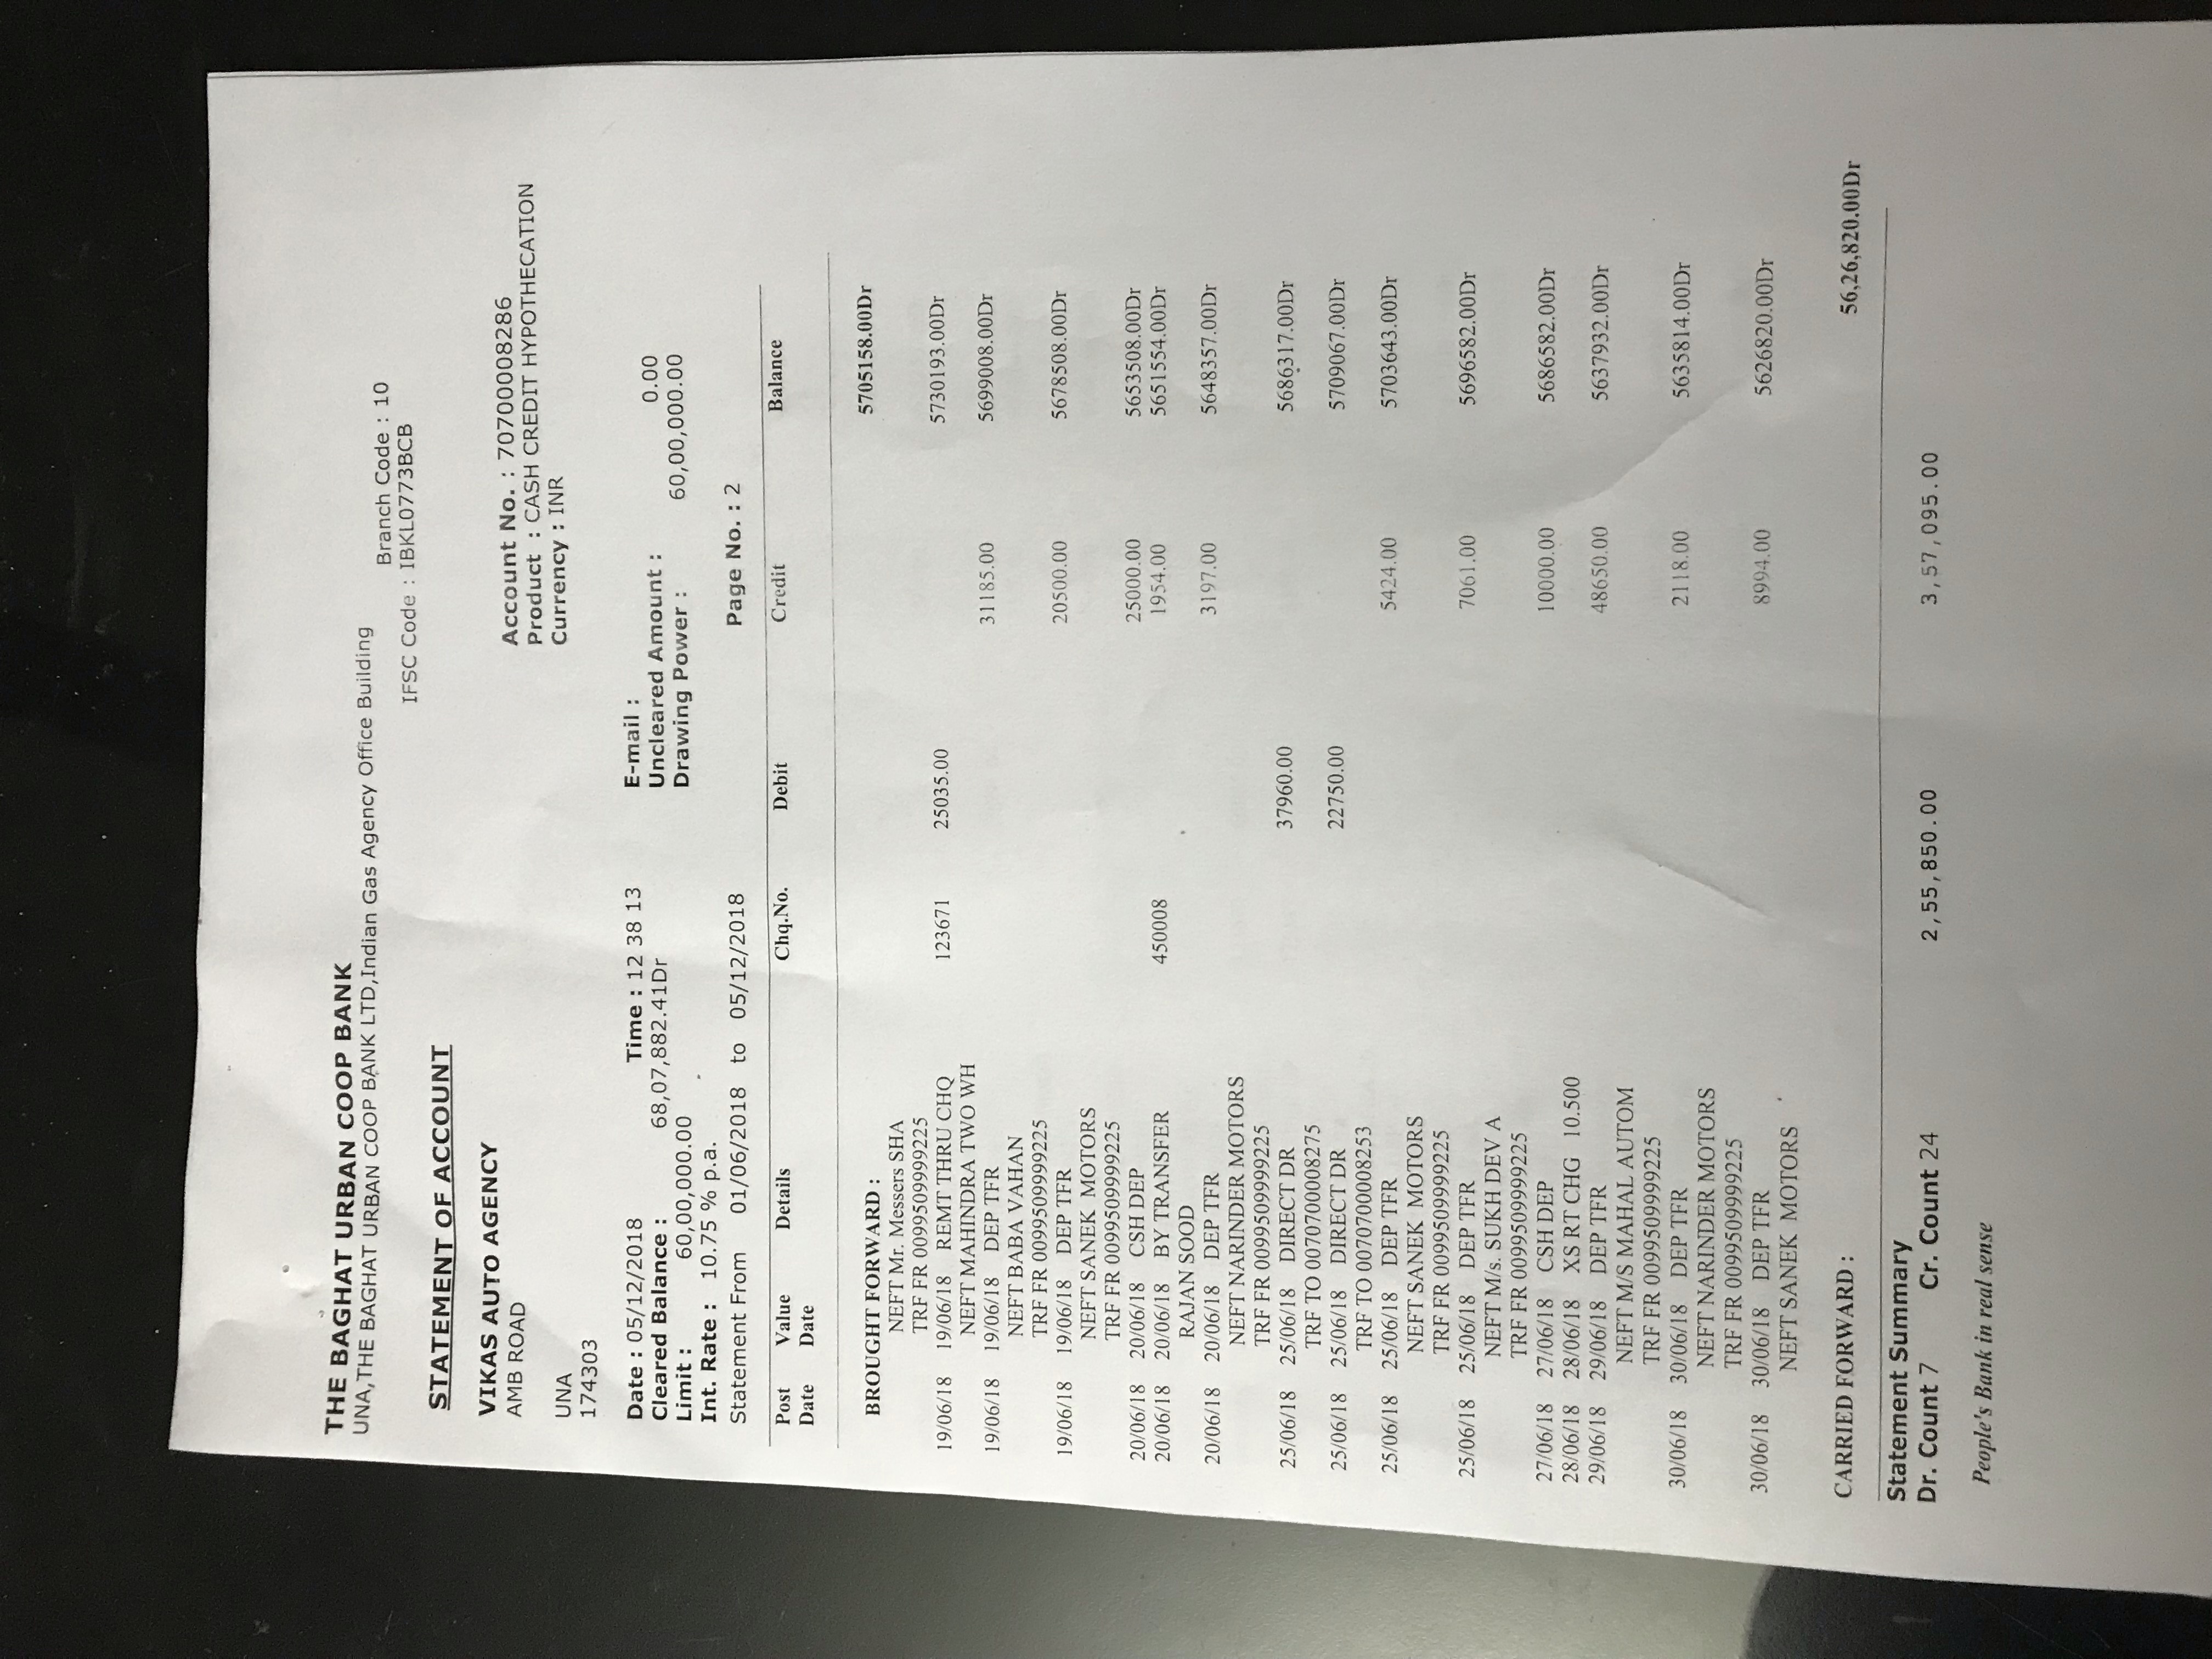 THE BAGHAT URBAN COOP BANK
UNA,THE BAGHAT URBAN COOP BANK LTD,Indian Gas Agency Office Building
Branch Code : 10
IFSC Code : IBKL0773BCB
STATEMENT OF ACCOUNT
VIKAS AUTO AGENCY Account No. : 70700008286
AMB ROAD Product : CASH CREDIT HYPOTHECATION
Currency : INR
UNA
174303
Date : 05/12/2018 Time : 12 38 13 E-mail :
Cleared Balance : 68,07,882.41Dr Uncleared Amount : 0.00
Limit : 60,00,000.00 Drawing Power : 60,00,000.00
Int. Rate : 10.75 % p.a.
Statement From 01/06/2018 to 05/12/2018 Page No. : 2
Post Value Details Chq.No. Debit Credit Balance
Date Date
BROUGHT FORWARD : 5705158.00Dr
NEFT Mr. Messers SHA
TRF FR 00995099999225
19/06/18 19/06/18 REMT THRU CHQ 123671 25035.00 5730193.00Dr
NEFT MAHINDRA TWO WH
19/06/18 19/06/18 DEP TFR 31185.00 5699008.00Dr
NEFT BABA VAHAN
TRF FR 00995099999225
19/06/18 19/06/18 DEP TFR 20500.00 5678508.00Dr
NEFT SANEK MOTORS
TRF FR 00995099999225
20/06/18 20/06/18 CSH DEP 25000.00 5653508.00Dr
20/06/18 20/06/18 BY TRANSFER 450008 1954.00 5651554.00Dr
RAJAN SOOD
20/06/18 20/06/18 DEP TFR 3197.00 5648357.00Dr
NEFT NARINDER MOTORS
TRF FR 00995099999225
25/06/18 25/06/18 DIRECT DR 37960.00 5686317.00Dr
TRF TO 00707000008275
25/06/18 25/06/18 DIRECT DR 22750.00 5709067.00Dr
TRF TO 00707000008253
25/06/18 25/06/18 DEP TFR 5424.00 5703643.00Dr
NEFT SANEK MOTORS
TRF FR 00995099999225
25/06/18 25/06/18 DEP TFR 7061.00 5696582.00Dr
NEFT M/s. SUKH DEV A
TRF FR 00995099999225
27/06/18 27/06/18 CSH DEP 10000.00 5686582.00Dr
28/06/18 28/06/18 XS RT CHG 10.500
29/06/18 29/06/18 DEP TFR 48650.00 5637932.00Dr
NEFT M/S MAHAL AUTOM
TRF FR 00995099999225
30/06/18 30/06/18 DEP TFR 2118.00 5635814.00Dr
NEFT NARINDER MOTORS
TRF FR 00995099999225
30/06/18 30/06/18 DEP TFR 8994.00 5626820.00Dr
NEFT SANEK MOTORS
CARRIED FORWARD : 56,26,820.00Dr
Statement Summary
Dr. Count 7 Cr. Count 24 2,55,850.00 3,57,095.00
People's Bank in real sense